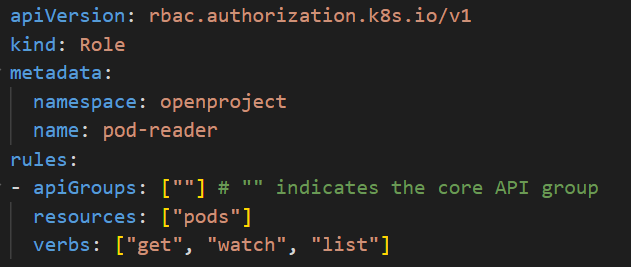 apiVersion: rbac.authorization.k8s.io/v1
kind: Role
metadata:
  namespace: openproject
  name: pod-reader
rules:
- apiGroups: [""] # "" indicates the core API group
  resources: ["pods"]
  verbs: ["get", "watch", "list"]